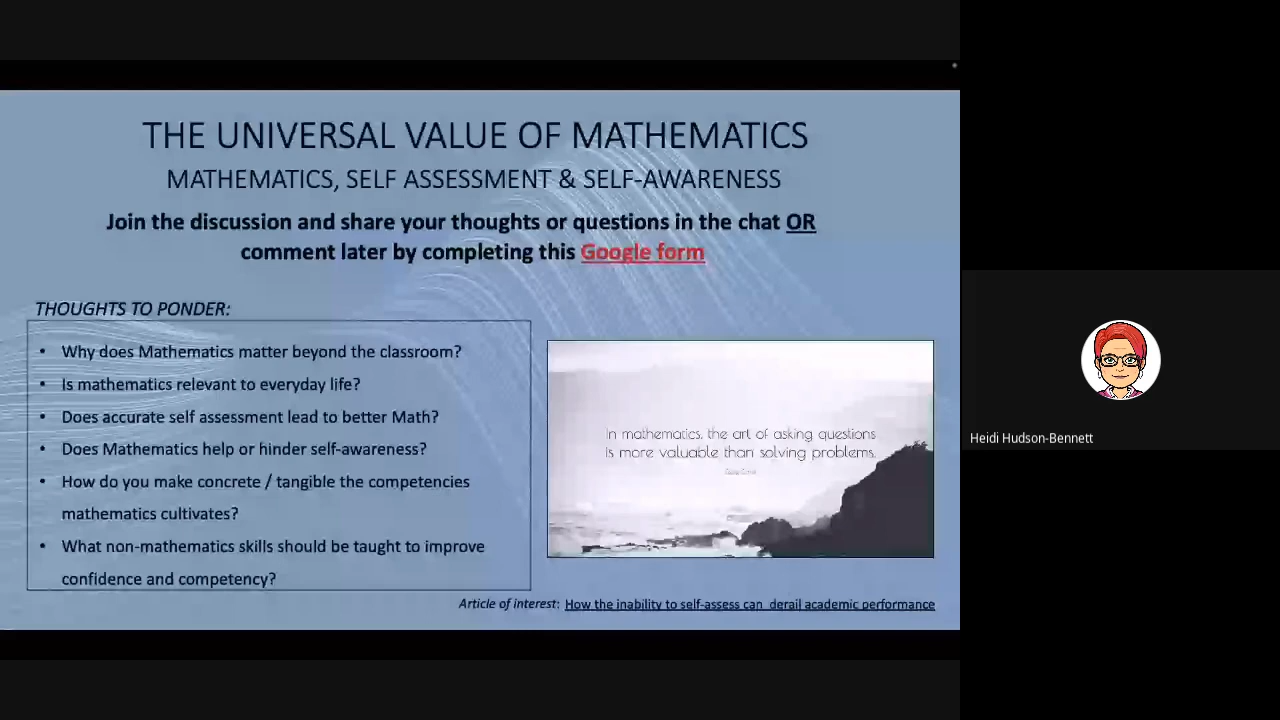 THE UNIVERSAL VALUE OF MATHEMATICS
MATHEMATICS, SELF ASSESSMENT & SELF-AWARENESS
Join the discussion and share your thoughts or questions in the chat OR
comment later by completing this Google form
THOUGHTS TO PONDER:
• Why does Mathematics matter beyond the classroom?
• Is mathematics relevant to everyday life?
• Does accurate self assessment lead to better Math?
• Does Mathematics help or hinder self-awareness?
• How do you make concrete / tangible the competencies
mathematics cultivates?
• What non-mathematics skills should be taught to improve
confidence and competency?
In mathematics, the art of asking questions
is more valuable than solving problems.
Article of interest: How the inability to self-assess can derail academic performance
Heidi Hudson-Bennett